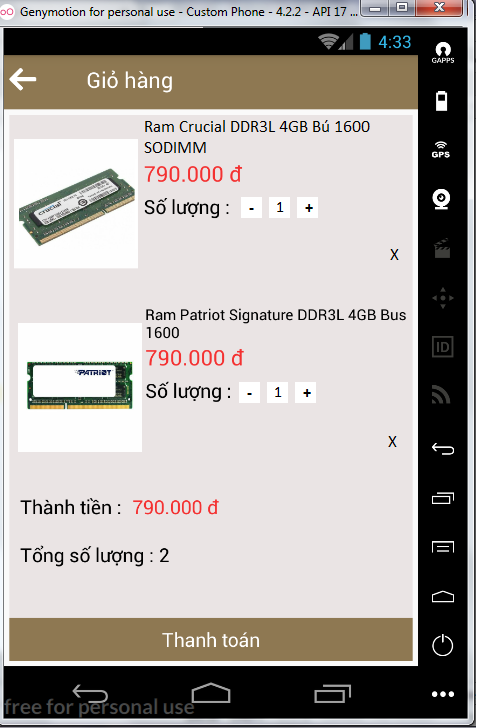 Genymotion for personal use - Custom Phone - 4.2.2 - API 17 ...
4:33
GAPPS
Giỏ hàng
Ram Crucial DDR3L 4GB Bú 1600
SODIMM
790.000 đ
Số lượng : - 1 +
X
crucial
GPS
ID
Ram Patriot Signature DDR3L 4GB Bus
1600
790.000 đ
Số lượng : - 1 +
X
PATRIOT
Thành tiền : 790.000 đ
Tổng số lượng : 2
Thanh toán
free for personal use